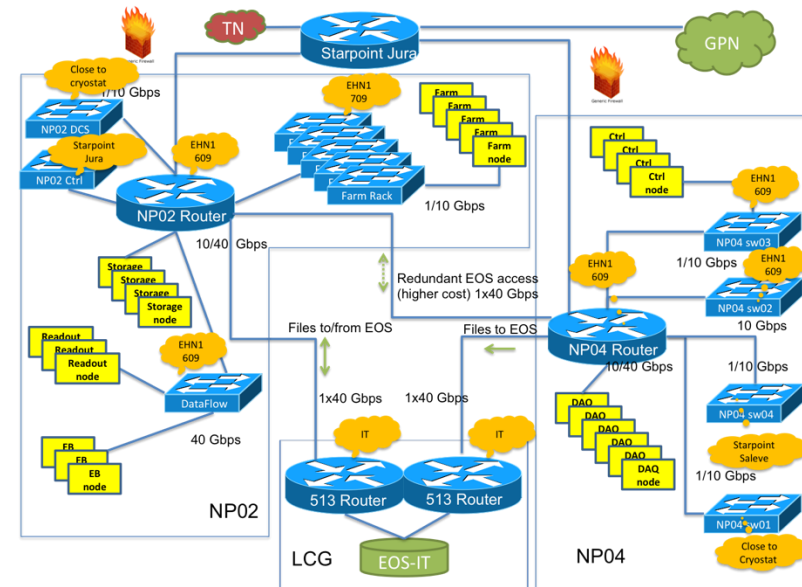 TN
Starpoint Jura
GPN
Generic Firewall
Close to
cryostat
1/10 Gbps
NP02 DCS
Starpoint
Jura
NP02 Ctrl
EHN1
609
NP02 Router
10/40 Gbps
EHN1
709
Farm Rack
Farm
Farm
Farm
Farm
Farm
node
1/10 Gbps
Generic Firewall
Ctrl
Ctrl
Ctrl
Ctrl
node
EHN1
609
NP04 sw03
1/10 Gbps
EHN1
609
NP04 sw02
10 Gbps
EHN1
609
NP04 Router
10/40 Gbps
1/10 Gbps
NP04 sw04
Starpoint
Saleve
1/10 Gbps
NP04 sw01
Close to
Cryostat
DAQ
DAQ
DAQ
DAQ
DAQ
DAQ
node
NP04
Redundant EOS access
(higher cost) 1x40 Gbps
Files to/from EOS
Files to EOS
1x40 Gbps
1x40 Gbps
Storage
Storage
Storage
Storage
node
Readout
Readout
Readout
node
EHN1
609
DataFlow
40 Gbps
EB
EB
EB
node
NP02
IT
IT
513 Router
513 Router
LCG
EOS-IT